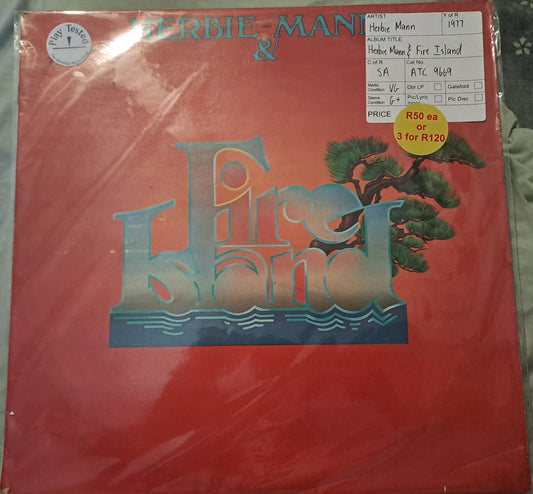 Play Tested
HERBIE MANN
&
Fire
Island
ARTIST
Herbie Mann
Y of R
1977
ALBUM TITLE
Herbie Mann & Fire Island
C of R
SA
Cat No.
ATC 9669
Media
Condition
VG
Dbl LP
Gatefold
Sleeve
Condition
G+
Pic/Lyric
Pic Disc
PRICE
R50 ea
or
3 for R120